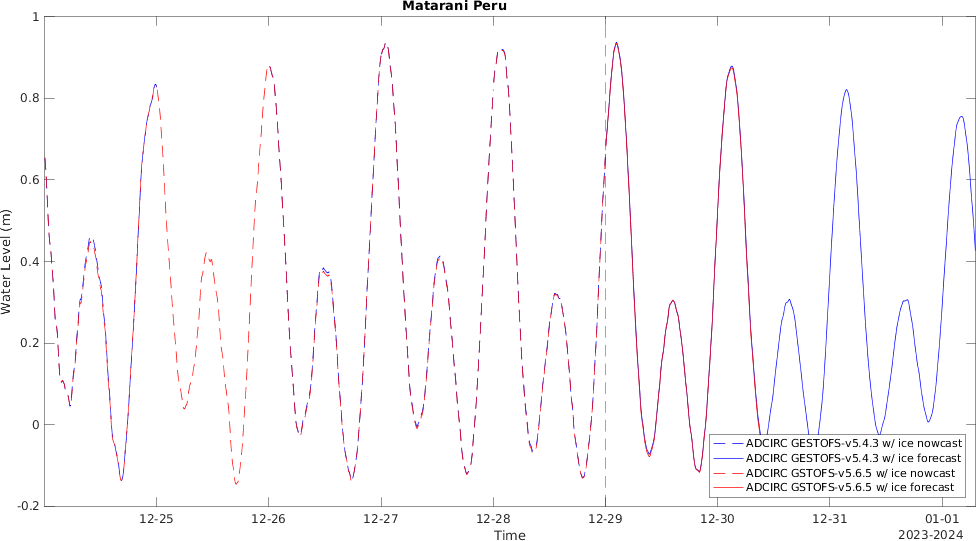 Matarani Peru
1
0.8
0.6
0.4
0.2
0
-0.2
Water Level (m)
12-25
12-26
12-27
12-28
12-29
12-30
12-31
01-01
Time
2023-2024
ADCIRC GESTOFS-v5.4.3 w/ ice nowcast
ADCIRC GESTOFS-v5.4.3 w/ ice forecast
ADCIRC GSTOFS-v5.6.5 w/ ice nowcast
ADCIRC GSTOFS-v5.6.5 w/ ice forecast